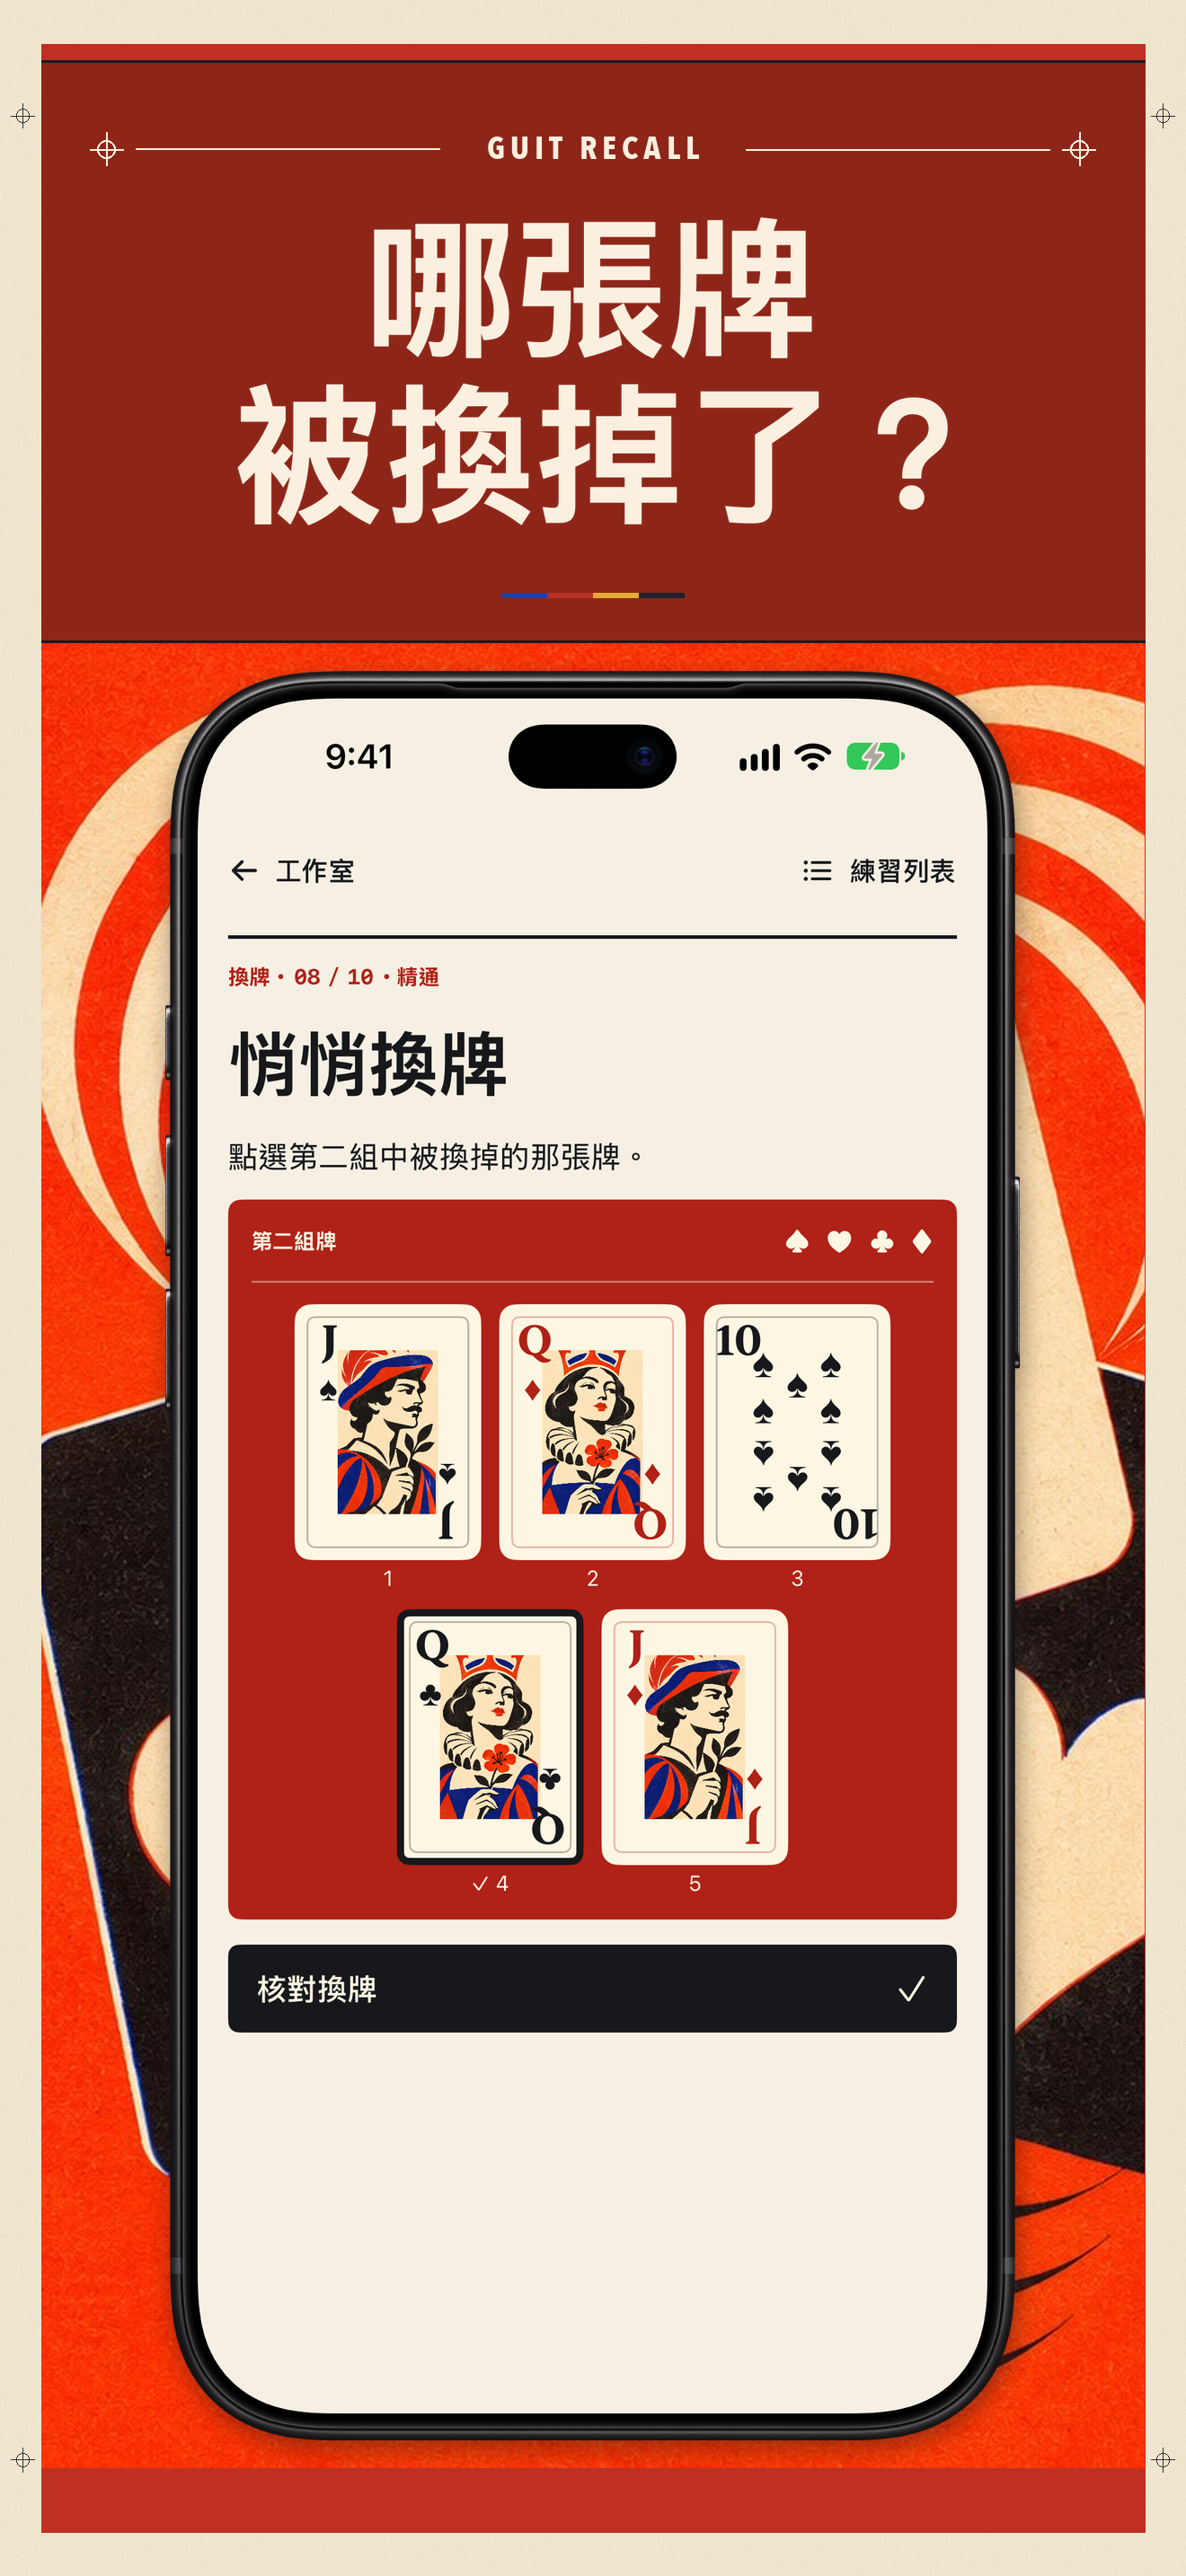 GUIT RECALL
哪張牌
被換掉了？
9:41
工作室
練習列表
換牌・08 / 10・精通
悄悄換牌
點選第二組中被換掉的那張牌。
第二組牌
J Q 10
J Q 10
1 2 3
Q J
Q J
✓ 4 5
核對換牌